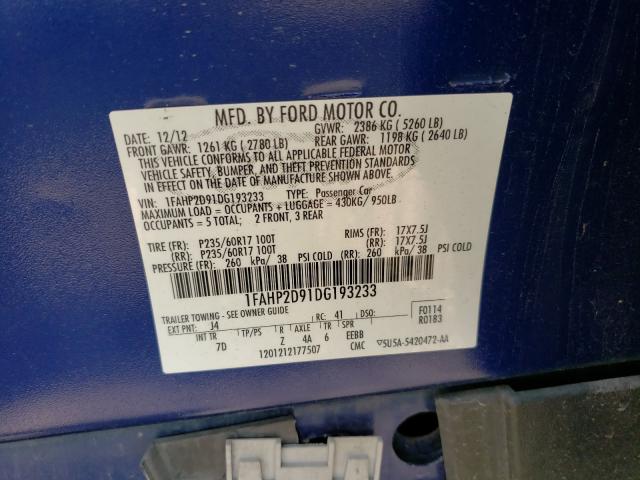 MFD. BY FORD MOTOR CO.
DATE: 12/12 GVWR: 2386 KG ( 5260 LB)
FRONT GAWR: 1261 KG ( 2780 LB) REAR GAWR: 1198 KG ( 2640 LB)
THIS VEHICLE CONFORMS TO ALL APPLICABLE FEDERAL MOTOR
VEHICLE SAFETY, BUMPER, AND THEFT PREVENTION STANDARDS
IN EFFECT ON THE DATE OF MANUFACTURE SHOWN ABOVE.
VIN: 1FAHP2D91DG193233 TYPE: Passenger Car
MAXIMUM LOAD = OCCUPANTS + LUGGAGE = 430KG/ 950LB
OCCUPANTS = 5 TOTAL; 2 FRONT, 3 REAR
TIRE (FR): P235/60R17 100T RIMS (FR): 17X7.5J
(RR): P235/60R17 100T (RR): 17X7.5J
PRESSURE (FR): 260 kPa/ 38 PSI COLD (RR): 260 kPa/ 38 PSI COLD
1FAHP2D91DG193233
TRAILER TOWING - SEE OWNER GUIDE
EXT PNT: J4 RC: 41 DSO: F0114
R0183
INT TR TP/PS R AXLE TR SPR
7D Z 4A 6 EEBB
1201212177507 CMC ▽5U5A-5420472-AA